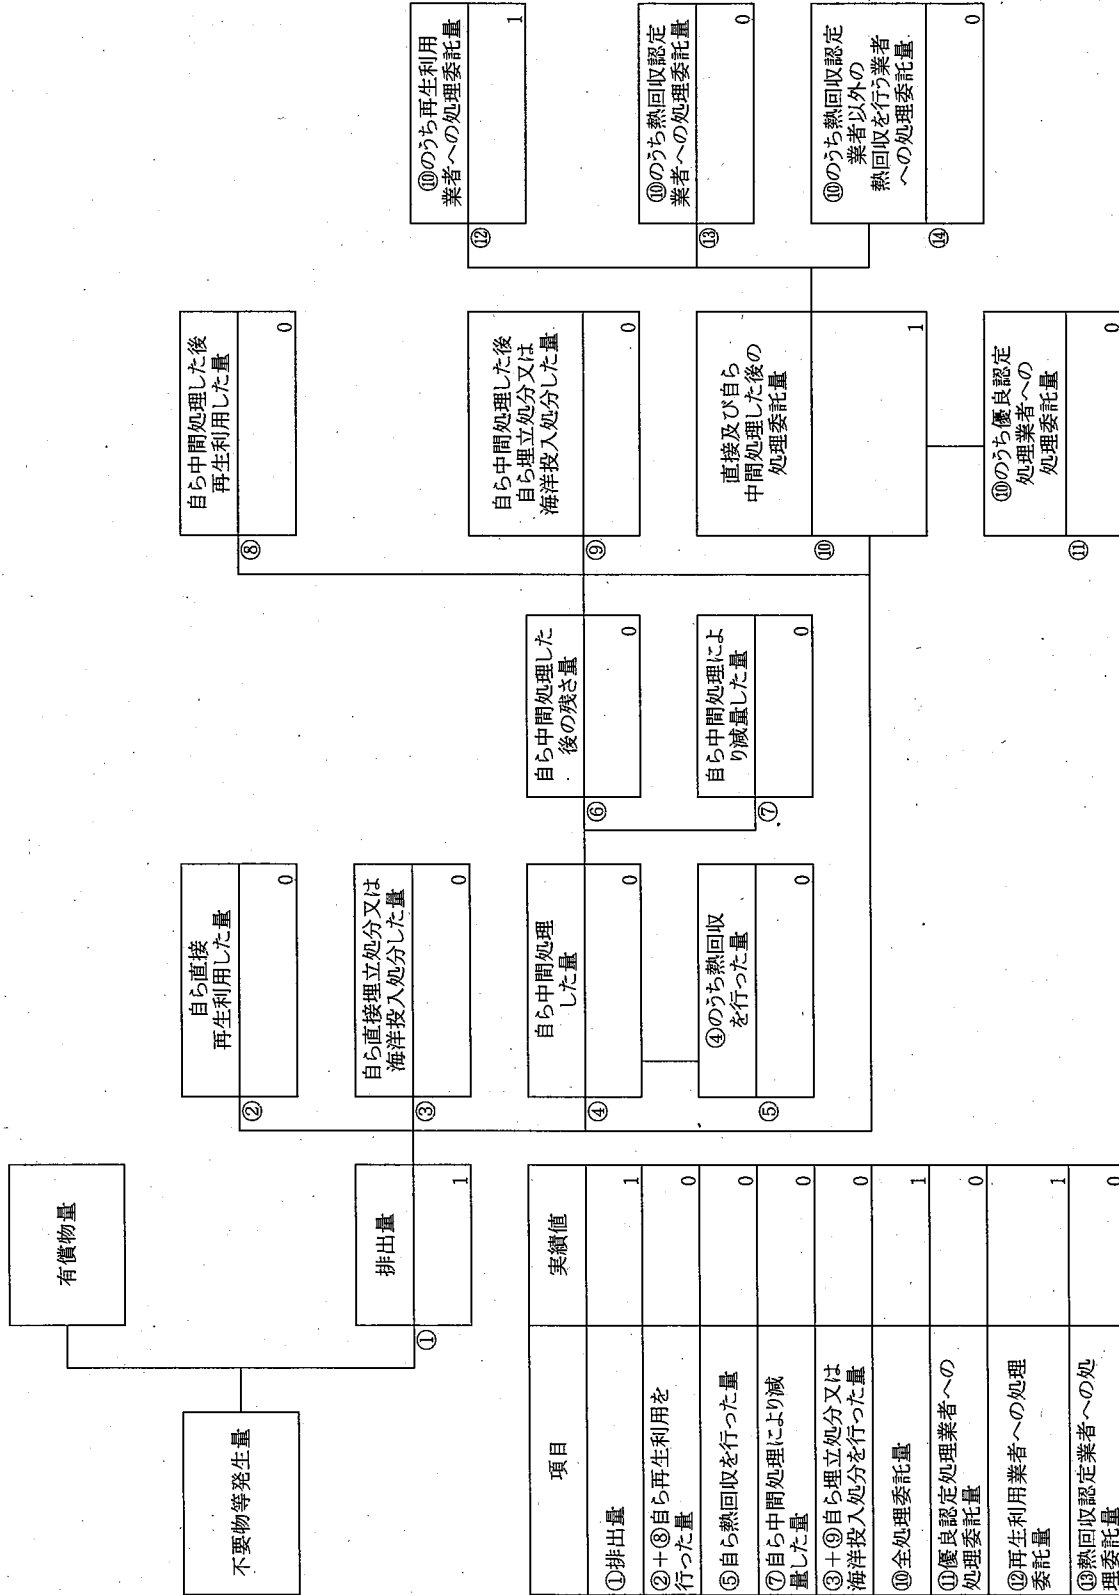 不要物等発生量
有償物量
排出量
①
1
自ら直接
再生利用した量
②
0
自ら直接埋立処分又は
海洋投入処分した量
③
0
自ら中間処理
した量
④
0
④のうち熱回収
を行った量
⑤
0
自ら中間処理した
後の残さ量
⑥
0
自ら中間処理によ
り減量した量
⑦
0
自ら中間処理した後
再生利用した量
⑧
0
自ら中間処理した後
自ら埋立処分又は
海洋投入処分した量
⑨
0
直接及び自ら
中間処理した後の
処理委託量
⑩
1
⑩のうち優良認定
処理業者への
処理委託量
⑪
0
⑩のうち再生利用
業者への処理委託量
⑫
1
⑩のうち熱回収認定
業者への処理委託量
⑬
0
⑩のうち熱回収認定
業者以外の
熱回収を行う業者
への処理委託量
⑭
0
項目 実績値
①排出量 1
②+⑧自ら再生利用を
行った量 0
⑤自ら熱回収を行った量 0
⑦自ら中間処理により減
量した量 0
③+⑨自ら埋立処分又は
海洋投入処分を行った量 0
⑩全処理委託量 1
⑪優良認定処理業者への
処理委託量 0
⑫再生利用業者への処理
委託量 1
⑬熱回収認定業者への処
理委託量 0